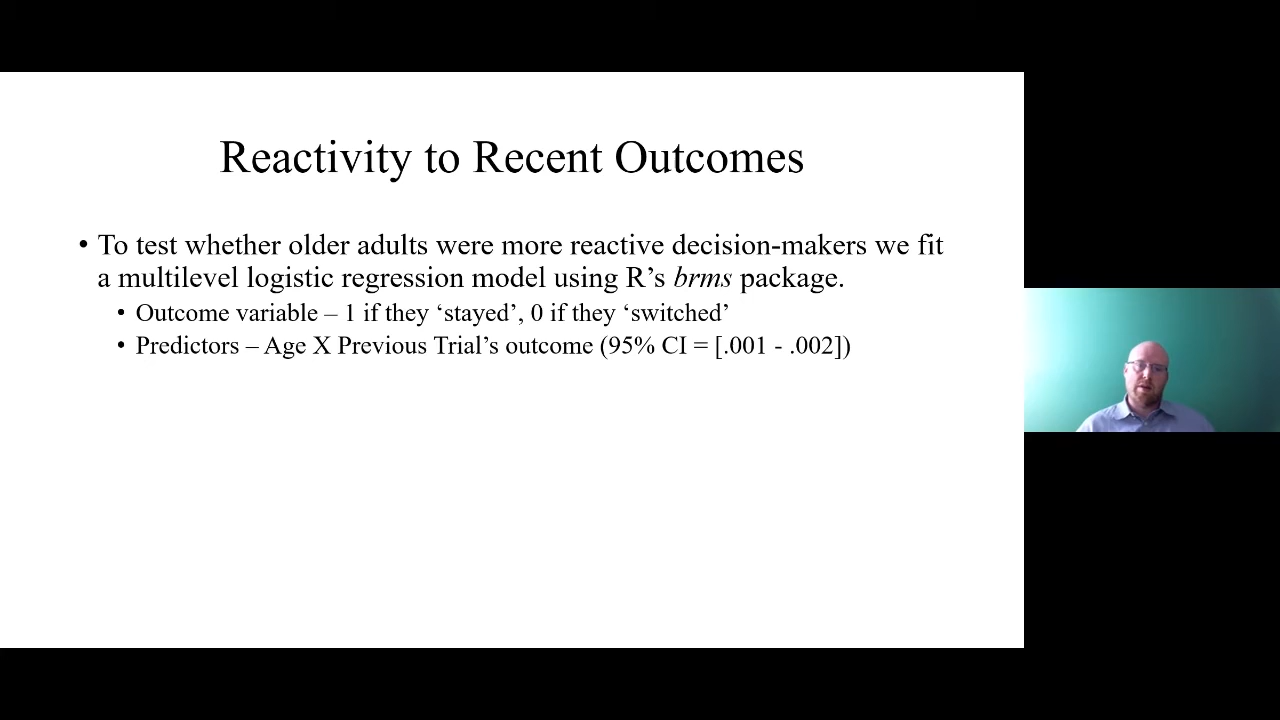 Reactivity to Recent Outcomes
• To test whether older adults were more reactive decision-makers we fit
a multilevel logistic regression model using R’s brms package.
• Outcome variable – 1 if they ‘stayed’, 0 if they ‘switched’
• Predictors – Age X Previous Trial’s outcome (95% CI = [.001 - .002])